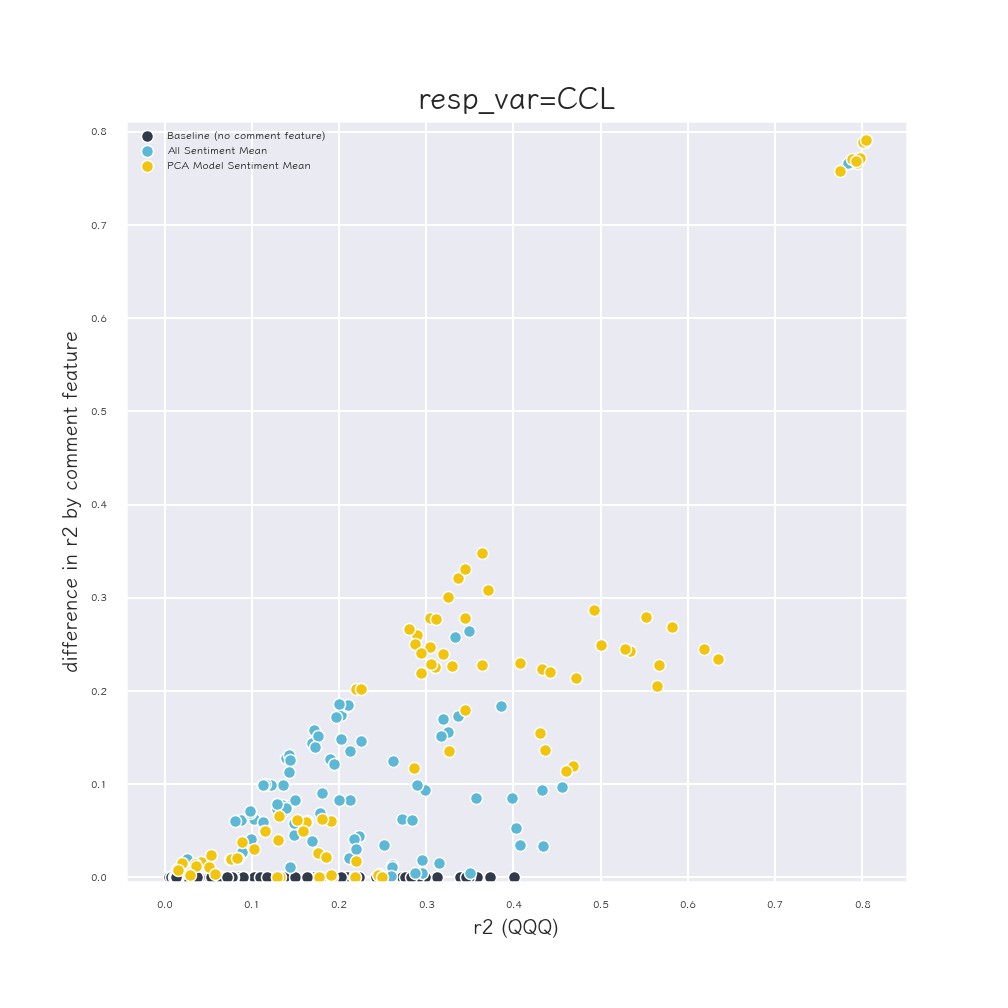 resp_var=CCL
Baseline (no comment feature)
All Sentiment Mean
PCA Model Sentiment Mean
difference in r2 by comment feature
0.8
0.7
0.6
0.5
0.4
0.3
0.2
0.1
0.0
0.0 0.1 0.2 0.3 0.4 0.5 0.6 0.7 0.8
r2 (QQQ)